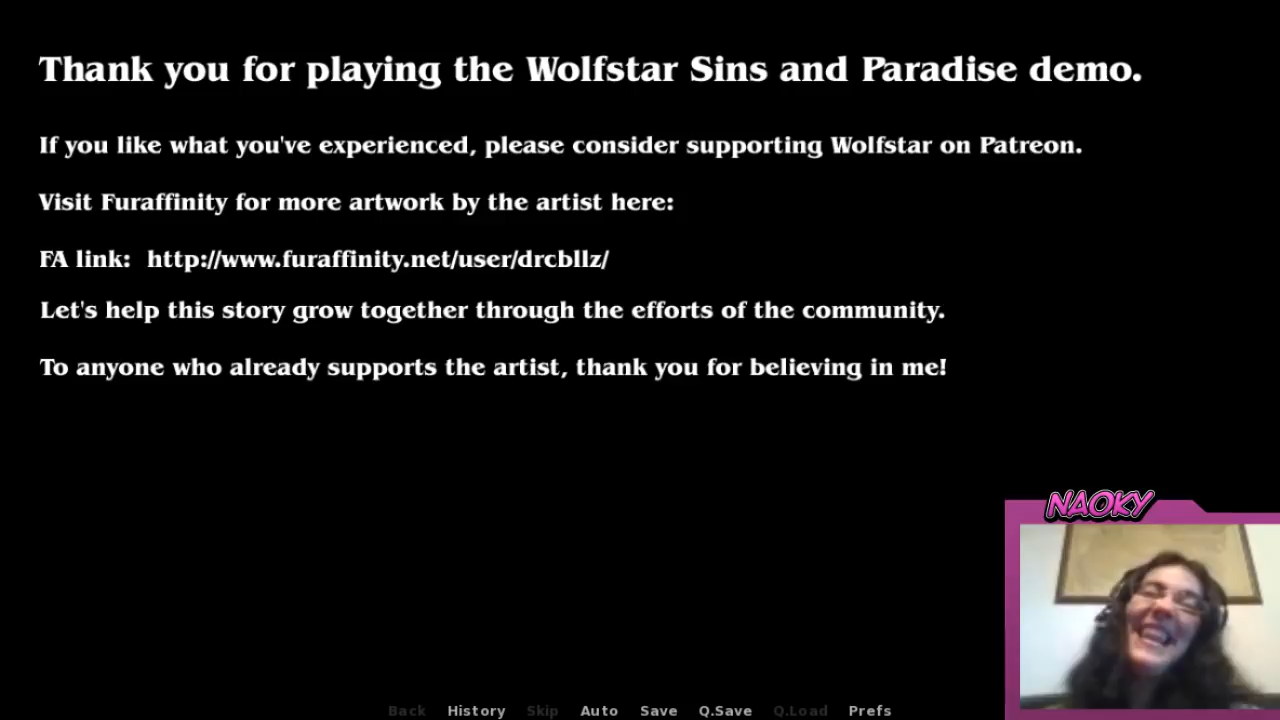 Thank you for playing the Wolfstar Sins and Paradise demo.
If you like what you've experienced, please consider supporting Wolfstar on Patreon.
Visit Furaffinity for more artwork by the artist here:
FA link: http://www.furaffinity.net/user/drcbllz/
Let's help this story grow together through the efforts of the community.
To anyone who already supports the artist, thank you for believing in me!
NAOKY
Back History Skip Auto Save Q.Save Q.Load Prefs